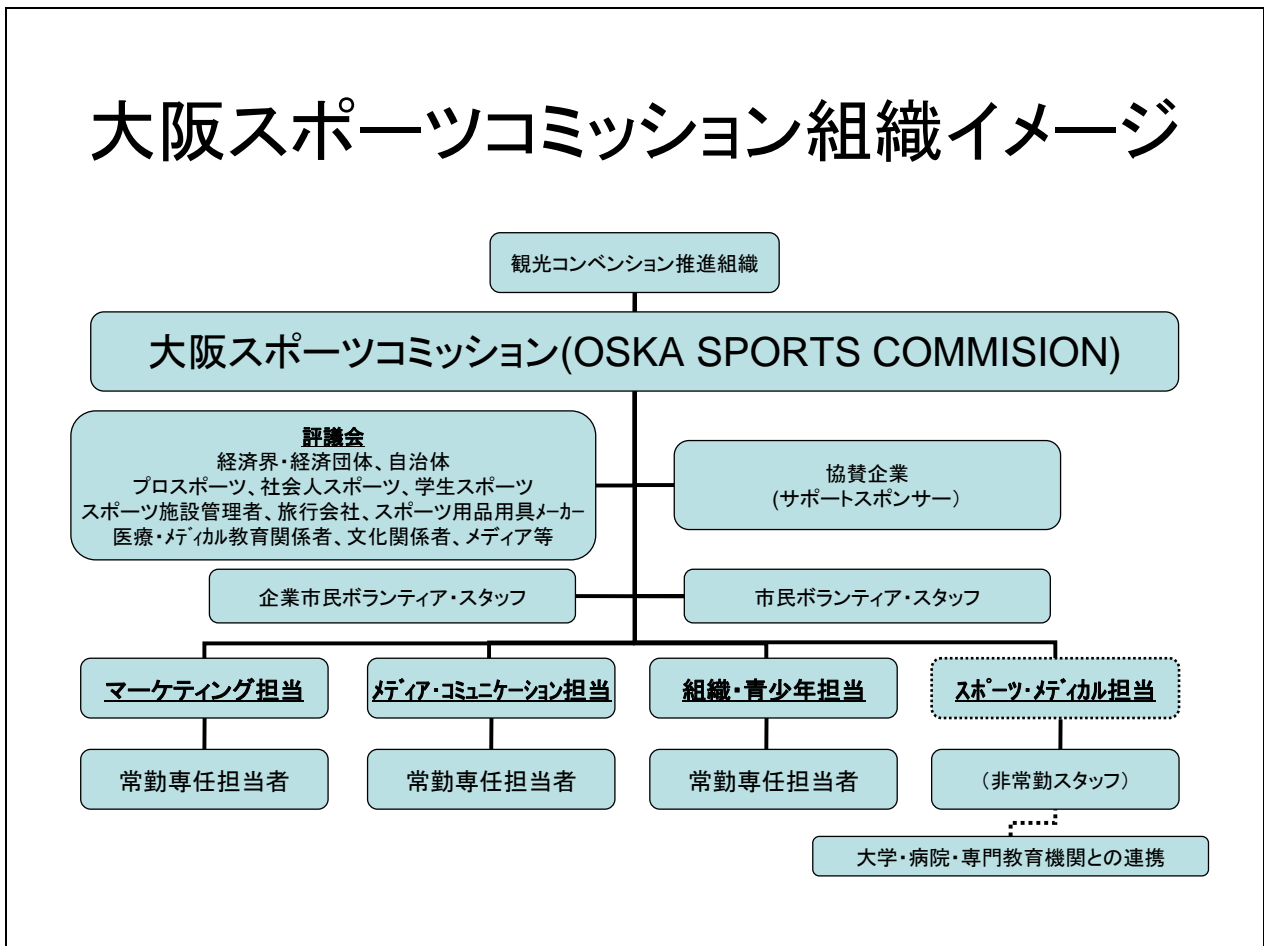 大阪スポーツコミッション組織イメージ
観光コンベンション推進組織
大阪スポーツコミッション(OSKA SPORTS COMMISION)
評議会
経済界・経済団体、自治体
プロスポーツ、社会人スポーツ、学生スポーツ
スポーツ施設管理者、旅行会社、スポーツ用品用具ﾒｰｶｰ
医療・ﾒﾃﾞｨｶﾙ教育関係者、文化関係者、メディア等
協賛企業
(サポートスポンサー）
企業市民ボランティア・スタッフ
市民ボランティア・スタッフ
マーケティング担当
ﾒﾃﾞｨｱ・ｺﾐｭﾆｹｰｼｮﾝ担当
組織・青少年担当
ｽﾎﾟｰﾂ・ﾒﾃﾞｨｶﾙ担当
常勤専任担当者
常勤専任担当者
常勤専任担当者
（非常勤スタッフ）
大学・病院・専門教育機関との連携